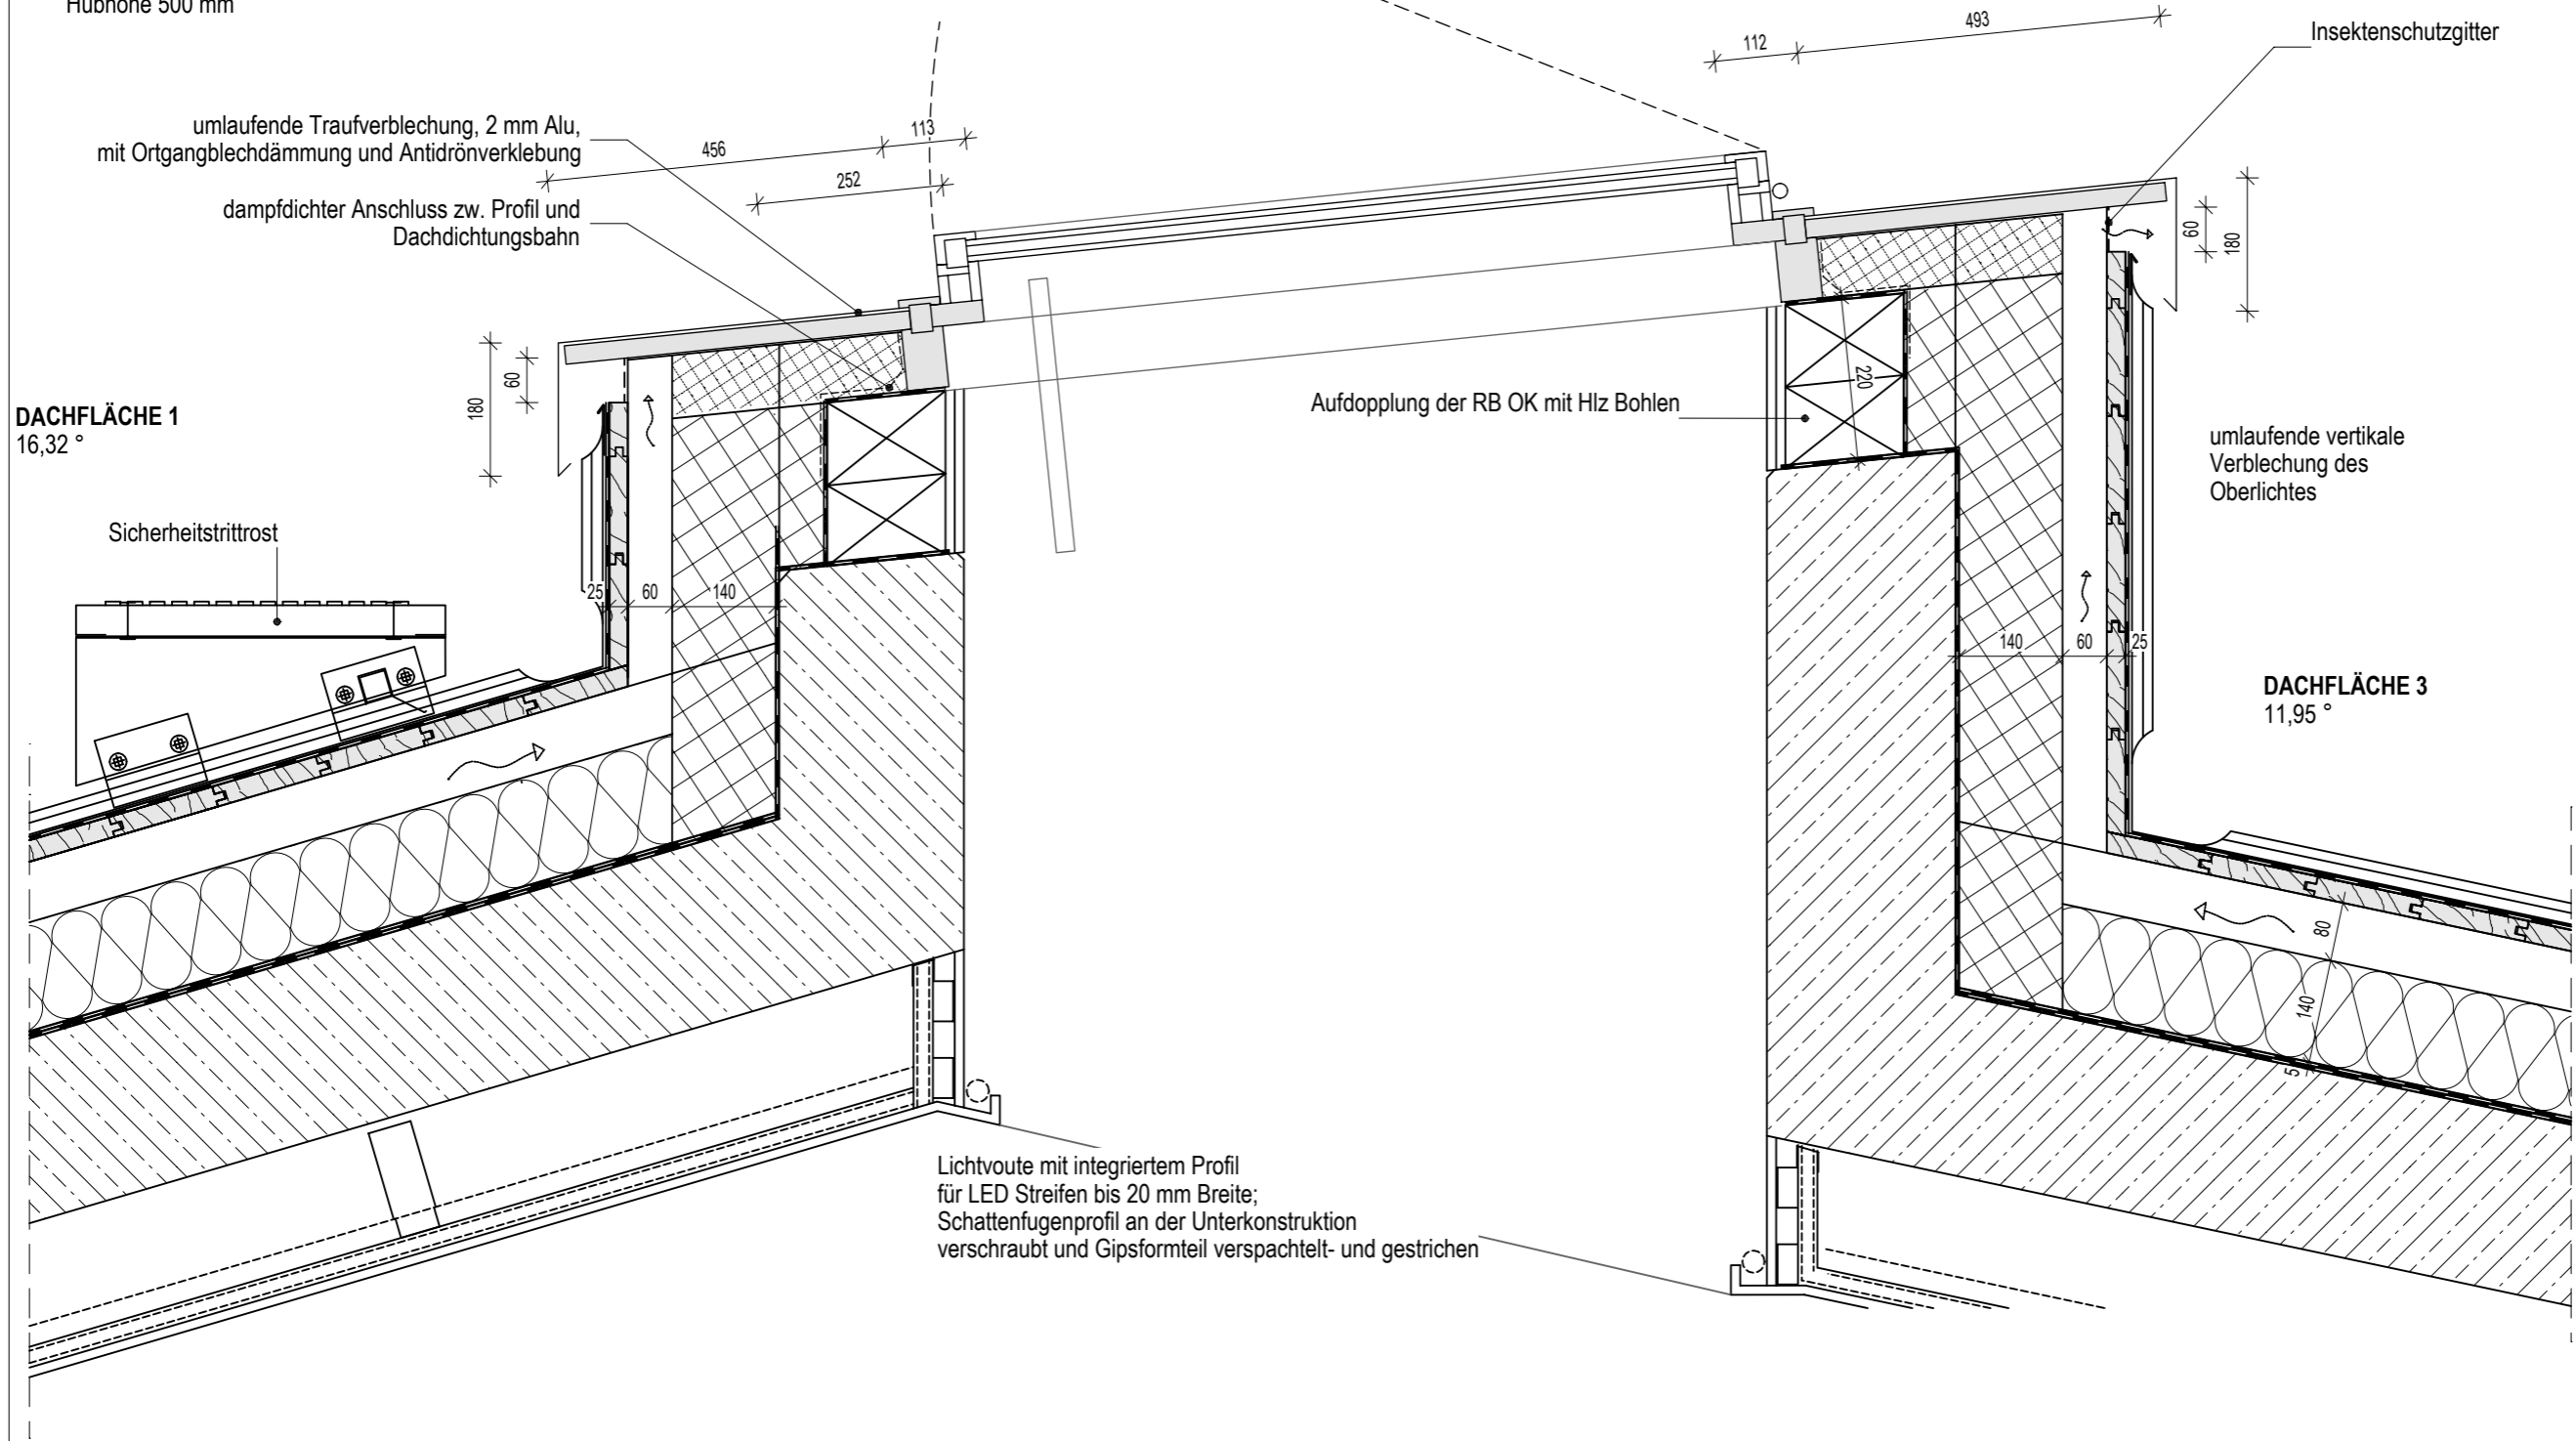 Hubhöhe 500 mm
493
112
Insektenschutzgitter
umlaufende Traufverblechung, 2 mm Alu,
mit Ortgangblechdämmung und Antidrönverklebung
113
456
252
dampfdichter Anschluss zw. Profil und
Dachdichtungsbahn
60
180
60
180
DACHFLÄCHE 1
16,32 °
220
Aufdopplung der RB OK mit Hlz Bohlen
umlaufende vertikale
Verblechung des
Oberlichtes
Sicherheitstrittrost
25
60
140
140
60
25
DACHFLÄCHE 3
11,95 °
80
140
5
Lichtvoute mit integriertem Profil
für LED Streifen bis 20 mm Breite;
Schattenfugenprofil an der Unterkonstruktion
verschraubt und Gipsformteil verspachtelt- und gestrichen